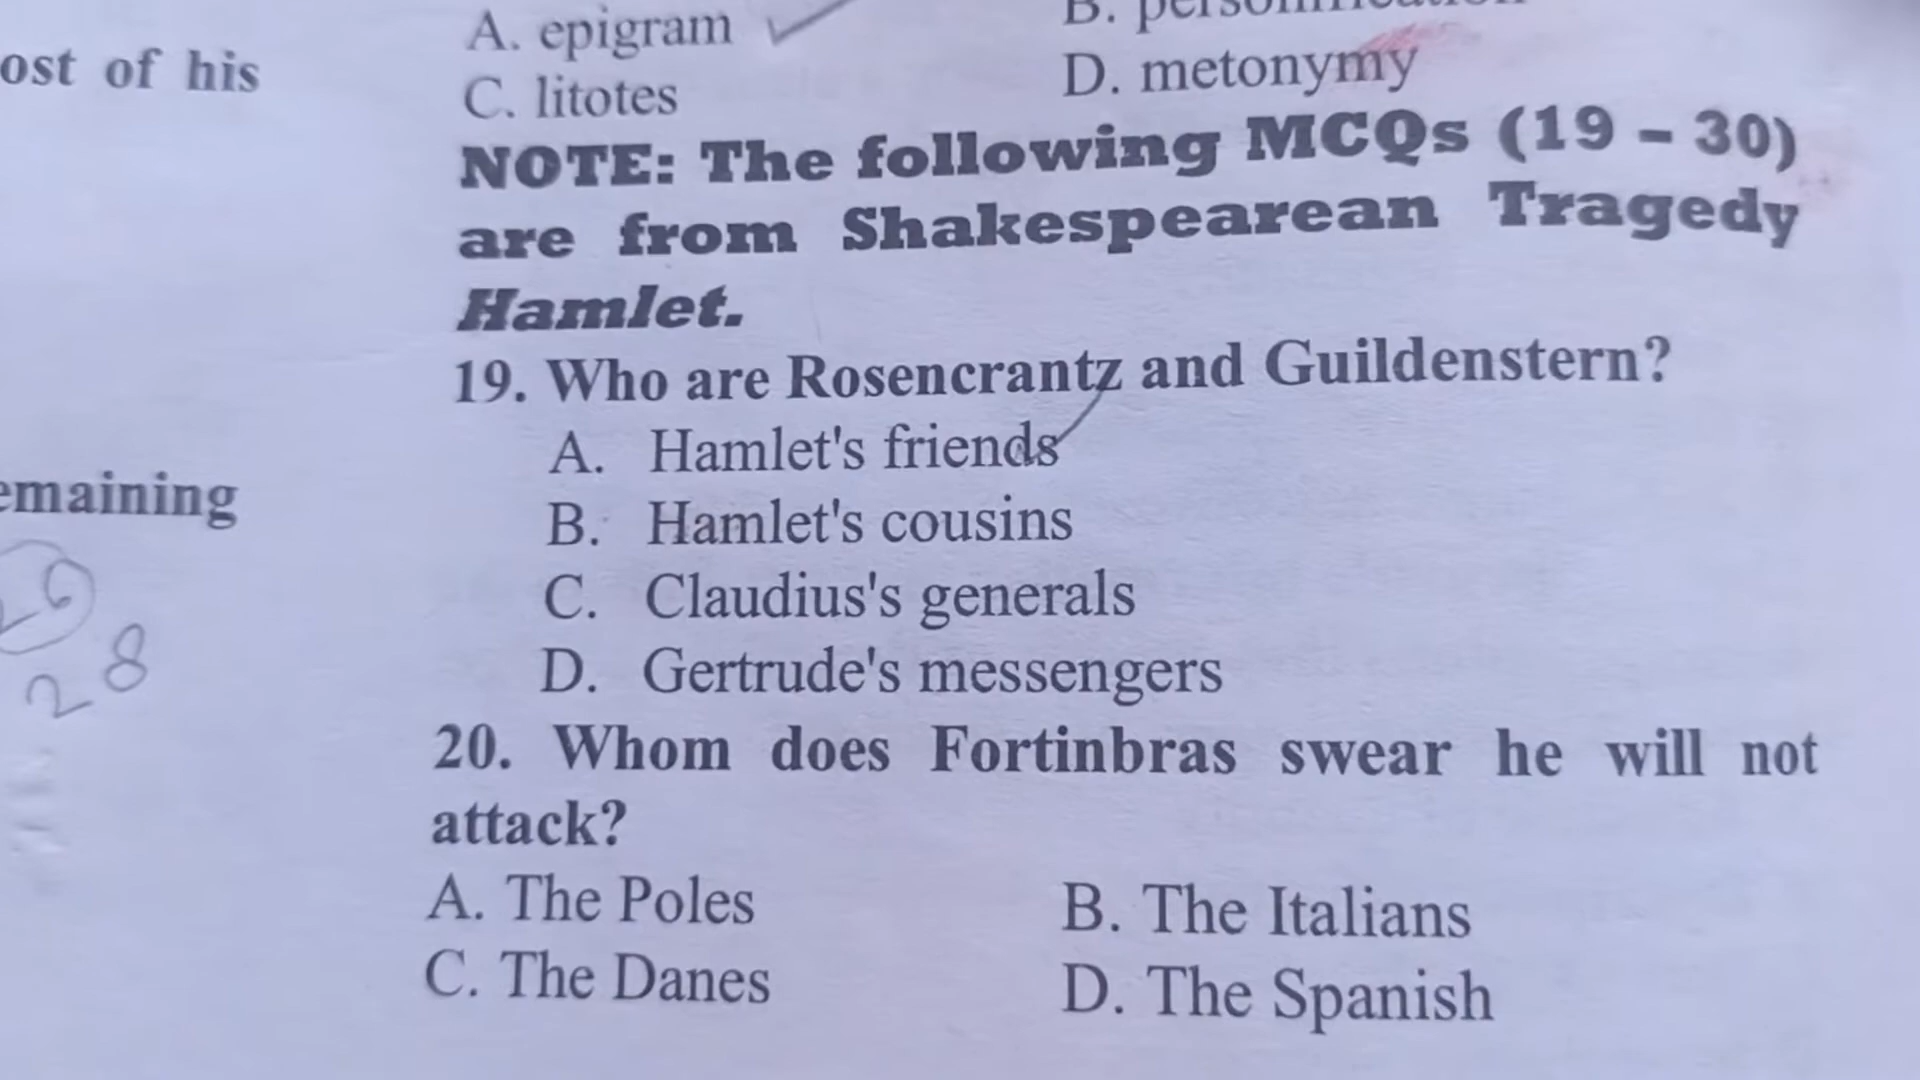 ost of his
emaining
28
A. epigram
B. personification
C. litotes
D. metonymy
NOTE: The following MCQs (19 – 30)
are from Shakespearean Tragedy
Hamlet.
19. Who are Rosencrantz and Guildenstern?
A. Hamlet's friends
B. Hamlet's cousins
C. Claudius's generals
D. Gertrude's messengers
20. Whom does Fortinbras swear he will not
attack?
A. The Poles
B. The Italians
C. The Danes
D. The Spanish